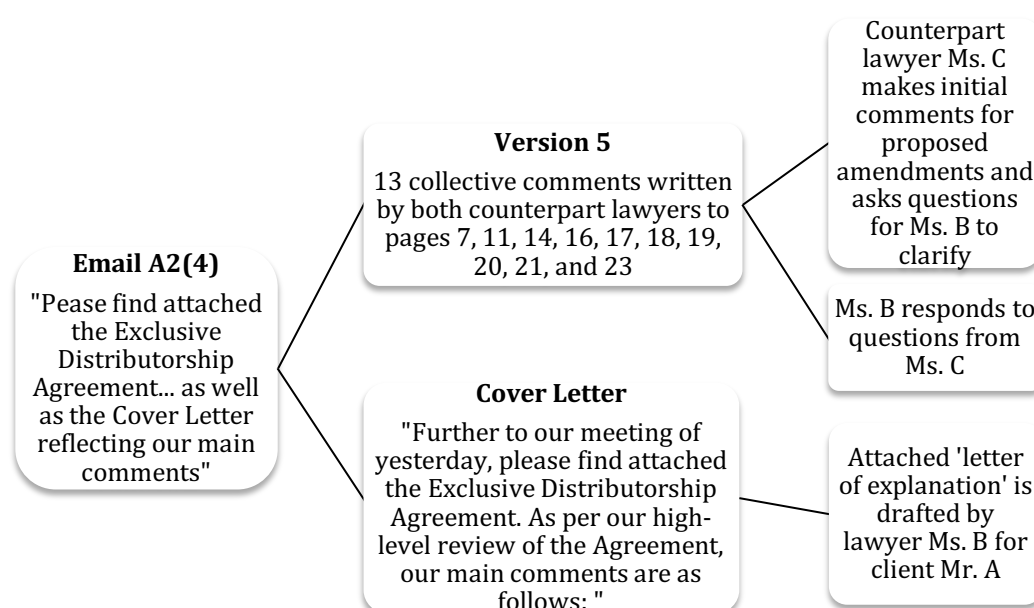 Email A2(4)
"Pease find attached
the Exclusive
Distributorship
Agreement... as well
as the Cover Letter
reflecting our main
comments"
Version 5
13 collective comments written
by both counterpart lawyers to
pages 7, 11, 14, 16, 17, 18, 19,
20, 21, and 23
Cover Letter
"Further to our meeting of
yesterday, please find attached
the Exclusive Distributorship
Agreement. As per our high-
level review of the Agreement,
our main comments are as
follows: "
Counterpart
lawyer Ms. C
makes initial
comments for
proposed
amendments and
asks questions
for Ms. B to
clarify
Ms. B responds to
questions from
Ms. C
Attached 'letter
of explanation' is
drafted by
lawyer Ms. B for
client Mr. A